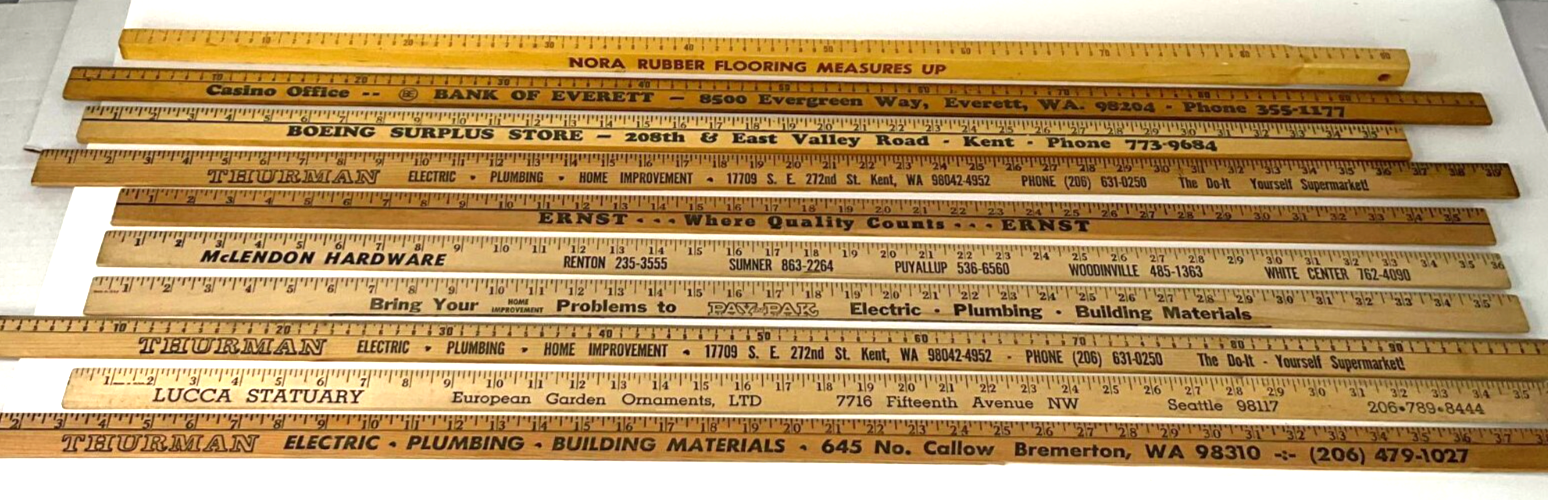 NORA RUBBER FLOORING MEASURES UP
Casino Office -- BE BANK OF EVERETT — 8500 Evergreen Way, Everett, WA. 98204 - Phone 355-1177
BOEING SURPLUS STORE — 208th & East Valley Road - Kent - Phone 773-9684
THURMAN ELECTRIC • PLUMBING • HOME IMPROVEMENT • 17709 S. E. 272nd St. Kent, WA 98042-4952 PHONE (206) 631-0250 The Do-It Yourself Supermarket!
ERNST • • • Where Quality Counts • • • ERNST
McLENDON HARDWARE RENTON 235-3555 SUMNER 863-2264 PUYALLUP 536-6560 WOODINVILLE 485-1363 WHITE CENTER 762-4090
Bring Your HOME IMPROVEMENT Problems to PAY-PAK Electric • Plumbing • Building Materials
THURMAN ELECTRIC • PLUMBING • HOME IMPROVEMENT • 17709 S. E. 272nd St. Kent, WA 98042-4952 - PHONE (206) 631-0250 The Do-It - Yourself Supermarket!
LUCCA STATUARY European Garden Ornaments, LTD 7716 Fifteenth Avenue NW Seattle 98117 206•789•8444
THURMAN ELECTRIC • PLUMBING • BUILDING MATERIALS • 645 No. Callow Bremerton, WA 98310 -:- (206) 479-1027